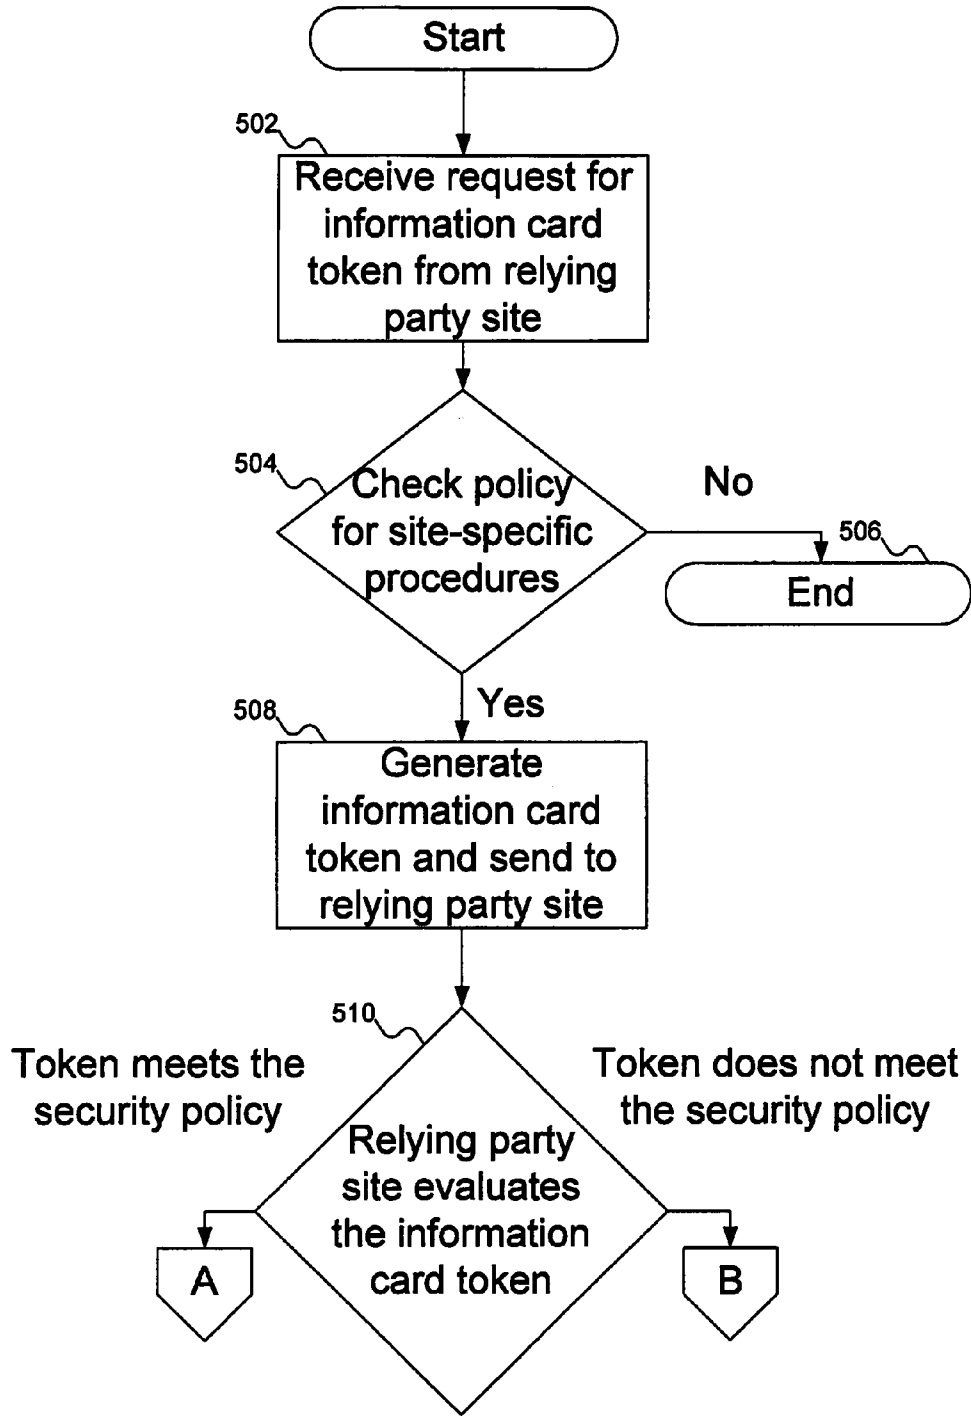 Start
502
Receive request for
information card
token from relying
party site
504
Check policy
for site-specific
procedures
No
506
End
Yes
508
Generate
information card
token and send to
relying party site
510
Token meets the
security policy
Token does not meet
the security policy
Relying party
site evaluates
the information
card token
A
B